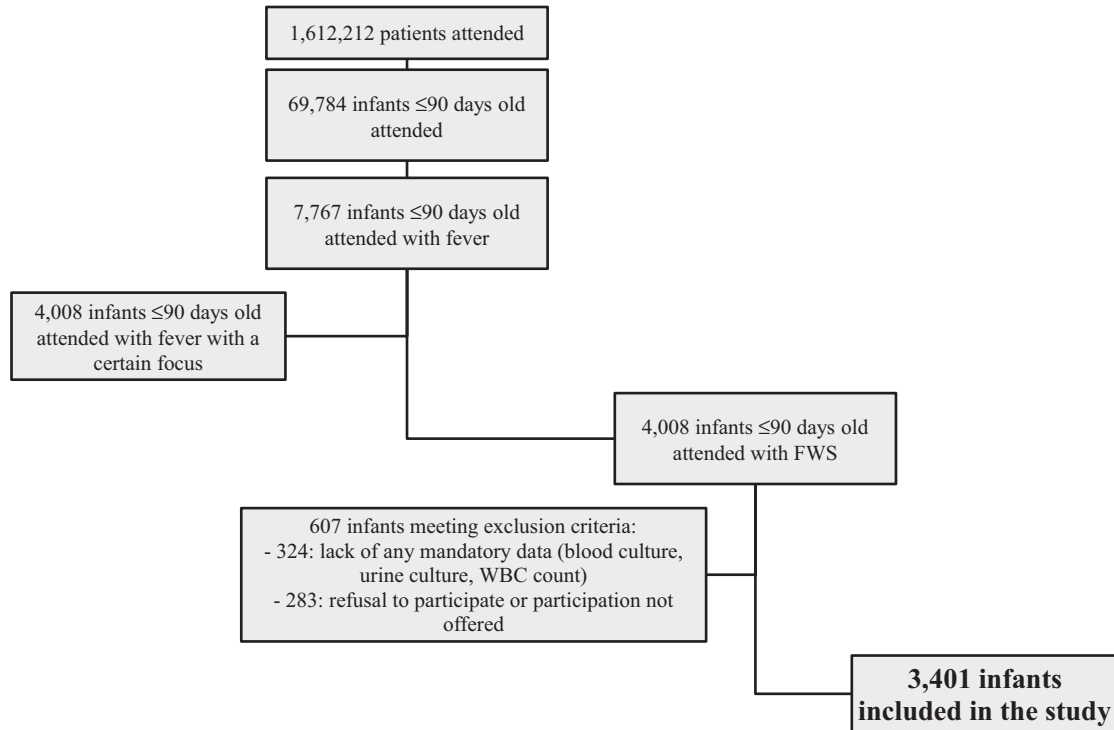 1,612,212 patients attended
69,784 infants ≤90 days old
attended
7,767 infants ≤90 days old
attended with fever
4,008 infants ≤90 days old
attended with fever with a
certain focus
4,008 infants ≤90 days old
attended with FWS
607 infants meeting exclusion criteria:
- 324: lack of any mandatory data (blood culture,
urine culture, WBC count)
- 283: refusal to participate or participation not
offered
3,401 infants
included in the study